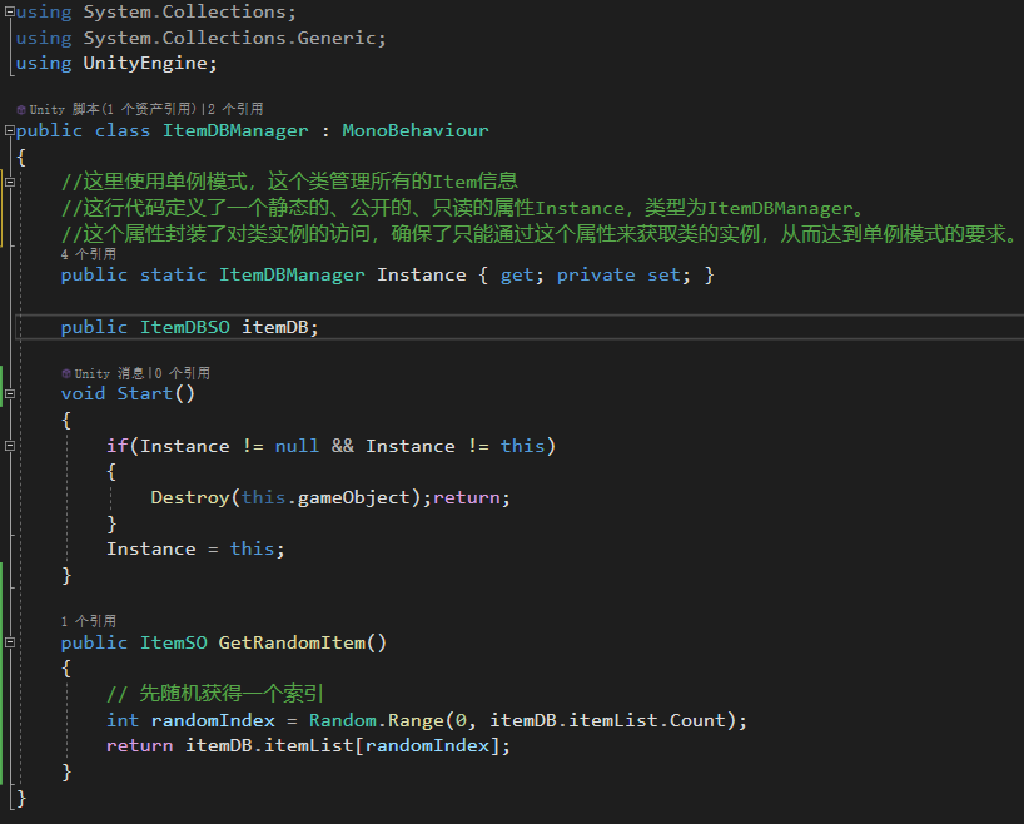 using System.Collections;
using System.Collections.Generic;
using UnityEngine;
Unity 脚本(1 个资产引用)|2 个引用
public class ItemDBManager : MonoBehaviour
{
//这里使用单例模式，这个类管理所有的Item信息
//这行代码定义了一个静态的、公开的、只读的属性Instance，类型为ItemDBManager。
//这个属性封装了对类实例的访问，确保了只能通过这个属性来获取类的实例，从而达到单例模式的要求。
4 个引用
public static ItemDBManager Instance { get; private set; }
public ItemDBSO itemDB;
Unity 消息|0 个引用
void Start()
{
if(Instance != null && Instance != this)
{
Destroy(this.gameObject);return;
}
Instance = this;
}
1 个引用
public ItemSO GetRandomItem()
{
// 先随机获得一个索引
int randomIndex = Random.Range(0, itemDB.itemList.Count);
return itemDB.itemList[randomIndex];
}
}